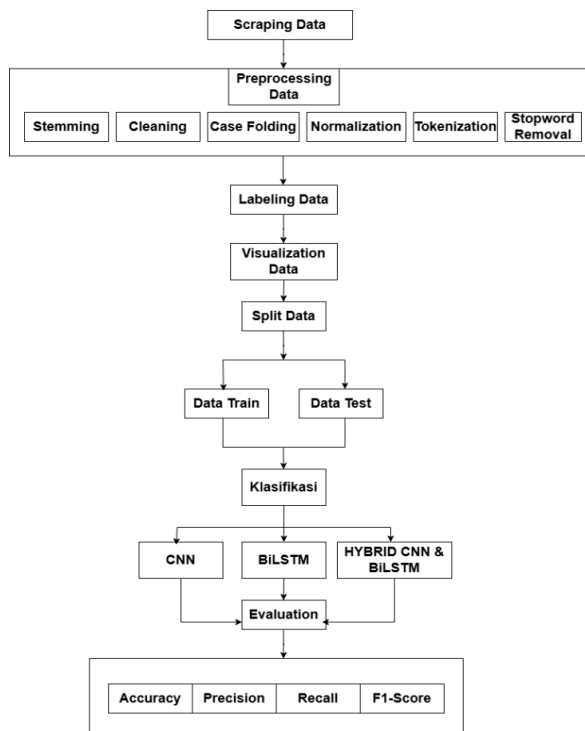 Scraping Data
Preprocessing
Data
Stemming
Cleaning
Case Folding
Normalization
Tokenization
Stopword
Removal
Labeling Data
Visualization
Data
Split Data
Data Train
Data Test
Klasifikasi
CNN
BiLSTM
HYBRID CNN &
BiLSTM
Evaluation
Accuracy
Precision
Recall
F1-Score